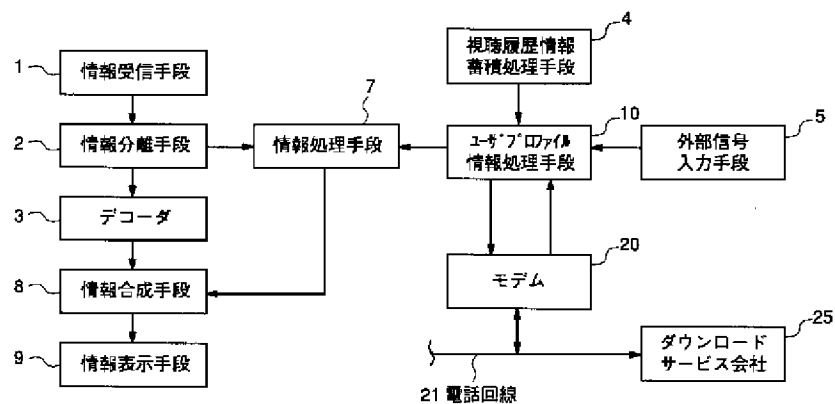 1
情報受信手段
2
情報分離手段
3
デコーダ
8
情報合成手段
9
情報表示手段
7
情報処理手段
4
視聴履歴情報
蓄積処理手段
10
ユーザプロファイル
情報処理手段
5
外部信号
入力手段
20
モデム
25
ダウンロード
サービス会社
21 電話回線